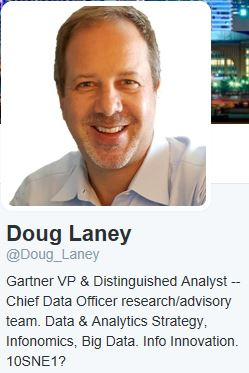 Doug Laney
@Doug_Laney
Gartner VP & Distinguished Analyst --
Chief Data Officer research/advisory
team. Data & Analytics Strategy,
Infonomics, Big Data. Info Innovation.
10SNE1?